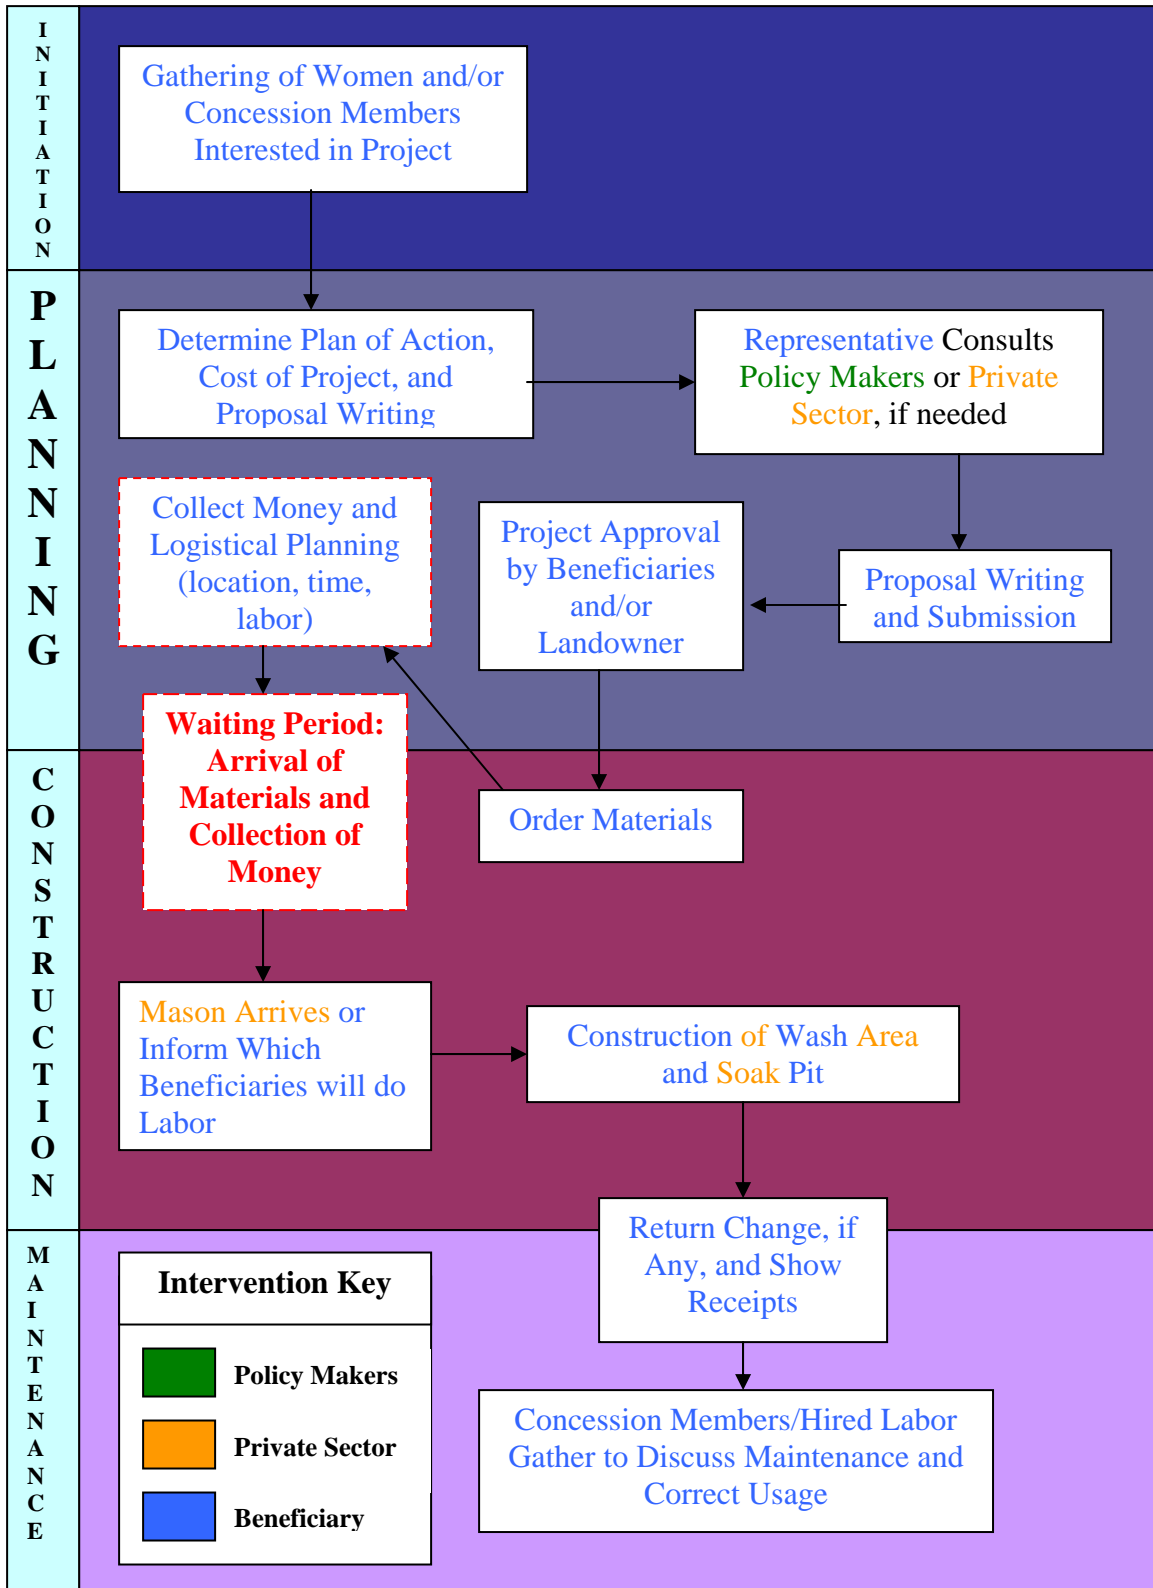 INITIATION
Gathering of Women and/or
Concession Members
Interested in Project
PLANNING
Determine Plan of Action,
Cost of Project, and
Proposal Writing
Representative Consults
Policy Makers or Private
Sector, if needed
Collect Money and
Logistical Planning
(location, time,
labor)
Project Approval
by Beneficiaries
and/or
Landowner
Proposal Writing
and Submission
Waiting Period:
Arrival of
Materials and
Collection of
Money
CONSTRUCTION
Order Materials
Mason Arrives or
Inform Which
Beneficiaries will do
Labor
Construction of Wash Area
and Soak Pit
Return Change, if
Any, and Show
Receipts
MAINTENANCE
Intervention Key
Policy Makers
Private Sector
Beneficiary
Concession Members/Hired Labor
Gather to Discuss Maintenance and
Correct Usage